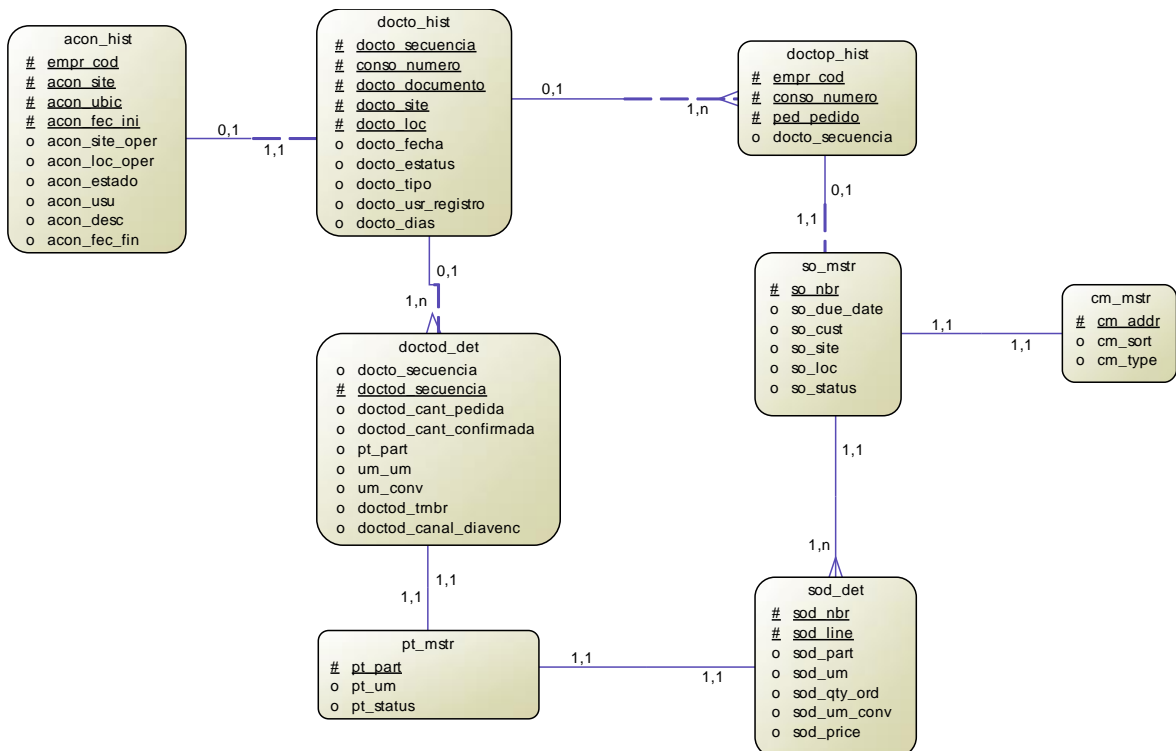 acon_hist
# empr_cod
# acon_site
# acon_ubic
# acon_fec_ini
o acon_site_oper
o acon_loc_oper
o acon_estado
o acon_usu
o acon_desc
o acon_fec_fin
0,1
1,1
docto_hist
# docto_secuencia
# conso_numero
# docto_documento
# docto_site
# docto_loc
o docto_fecha
o docto_estatus
o docto_tipo
o docto_usr_registro
o docto_dias
0,1
1,n
doctop_hist
# empr_cod
# conso_numero
# ped_pedido
o docto_secuencia
0,1
1,1
0,1
1,n
so_mstr
# so_nbr
o so_due_date
o so_cust
o so_site
o so_loc
o so_status
1,1
1,1
cm_mstr
# cm_addr
o cm_sort
o cm_type
doctod_det
o docto_secuencia
# doctod_secuencia
o doctod_cant_pedida
o doctod_cant_confirmada
o pt_part
o um_um
o um_conv
o doctod_trnbr
o doctod_canal_diavenc
1,1
1,n
1,1
1,1
pt_mstr
# pt_part
o pt_um
o pt_status
1,1
1,1
sod_det
# sod_nbr
# sod_line
o sod_part
o sod_um
o sod_qty_ord
o sod_um_conv
o sod_price